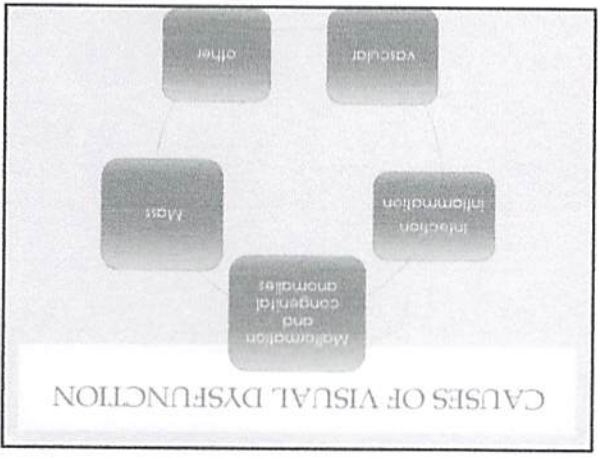 CAUSES OF VISUAL DYSFUNCTION
Malformation
and
congenital
anomalies
Infection
inflammation
Mass
vascular
other